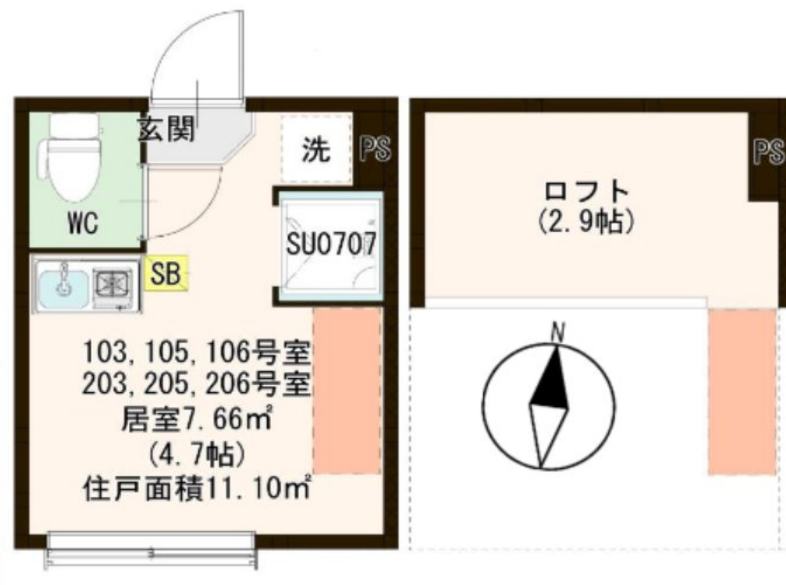 玄関
洗
PS
WC
SU0707
SB
103,105,106号室
203,205,206号室
居室7.66㎡
(4.7帖)
住戸面積11.10㎡
PS
ロフト
(2.9帖)
N